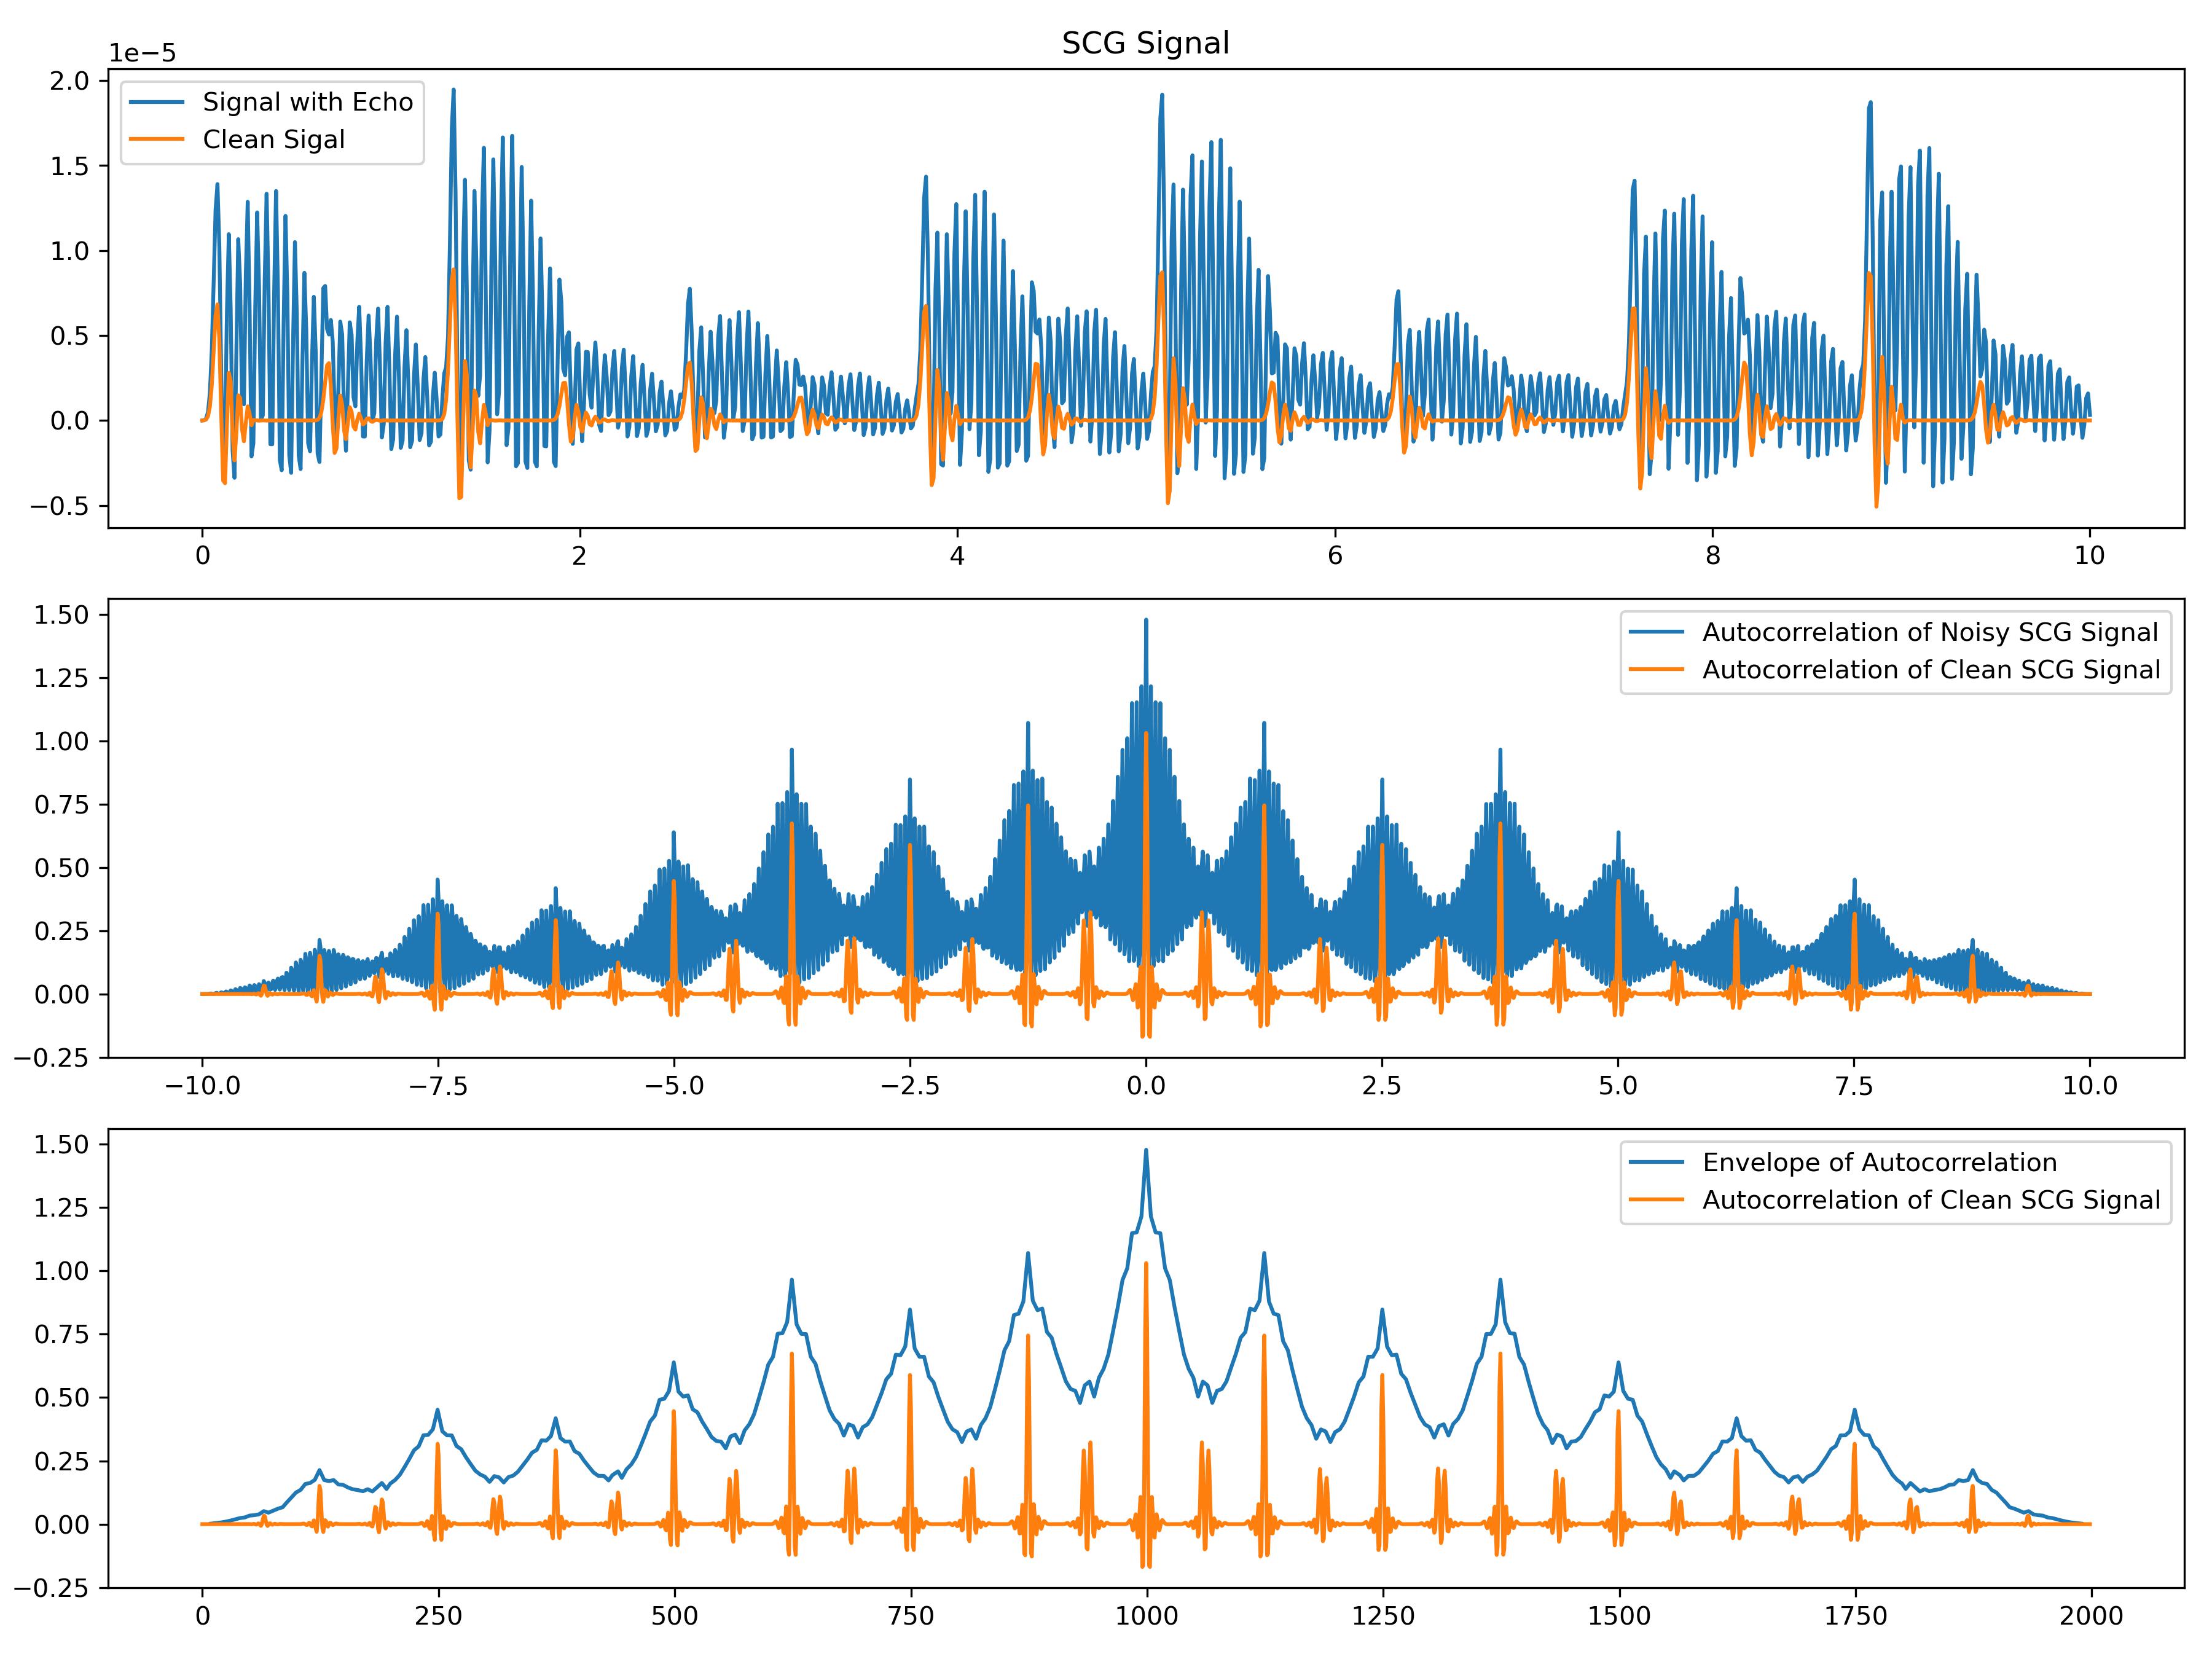 SCG Signal
1e−5
2.0
1.5
1.0
0.5
0.0
−0.5
Signal with Echo
Clean Sigal
0 2 4 6 8 10
1.50
1.25
1.00
0.75
0.50
0.25
0.00
−0.25
Autocorrelation of Noisy SCG Signal
Autocorrelation of Clean SCG Signal
−10.0 −7.5 −5.0 −2.5 0.0 2.5 5.0 7.5 10.0
1.50
1.25
1.00
0.75
0.50
0.25
0.00
−0.25
Envelope of Autocorrelation
Autocorrelation of Clean SCG Signal
0 250 500 750 1000 1250 1500 1750 2000